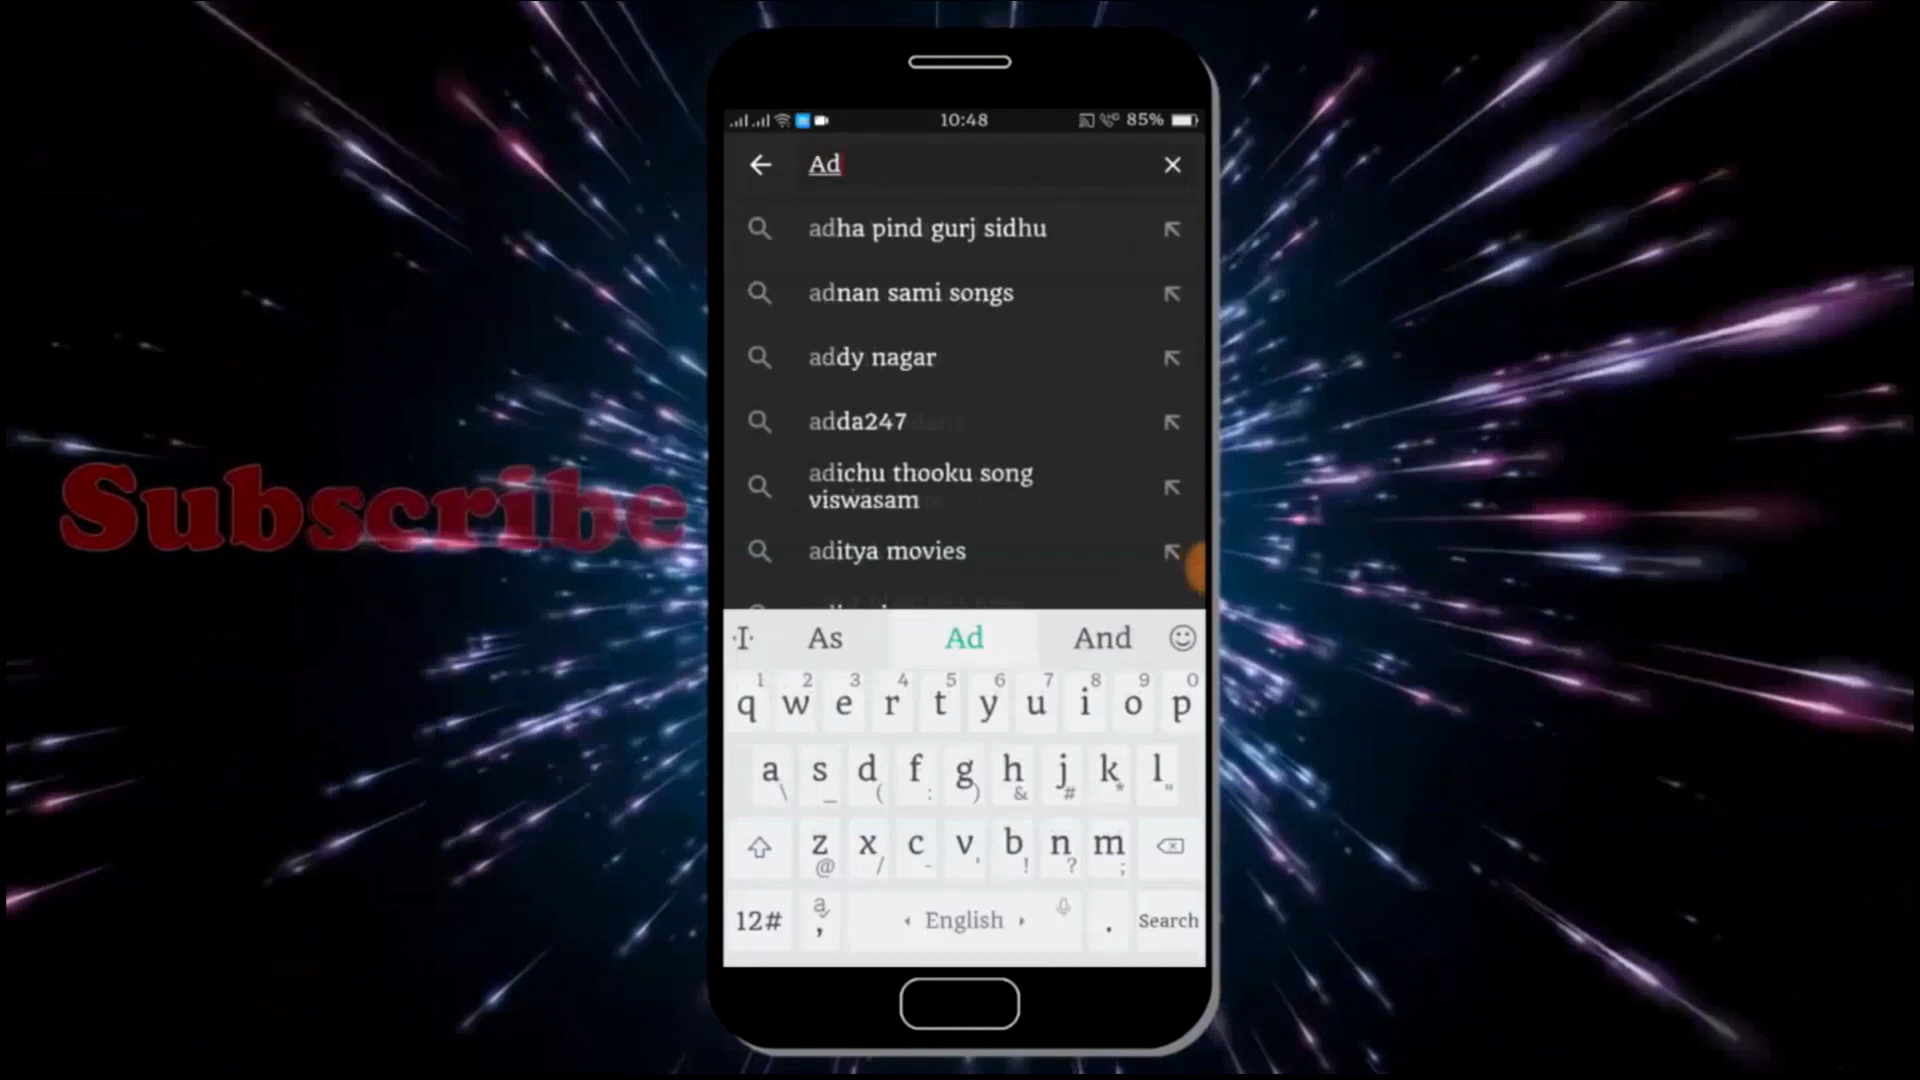 10:48
85%
Ad
adha pind gurj sidhu
adnan sami songs
addy nagar
adda247
adichu thooku song
viswasam
aditya movies
Subscribe
As Ad And
1 2 3 4 5 6 7 8 9 0
q w e r t y u i o p
a s d f g h j k l
\ _ ( : ) & # * "
z x c v b n m
@ / - ' ! ? ;
12# a , English . Search